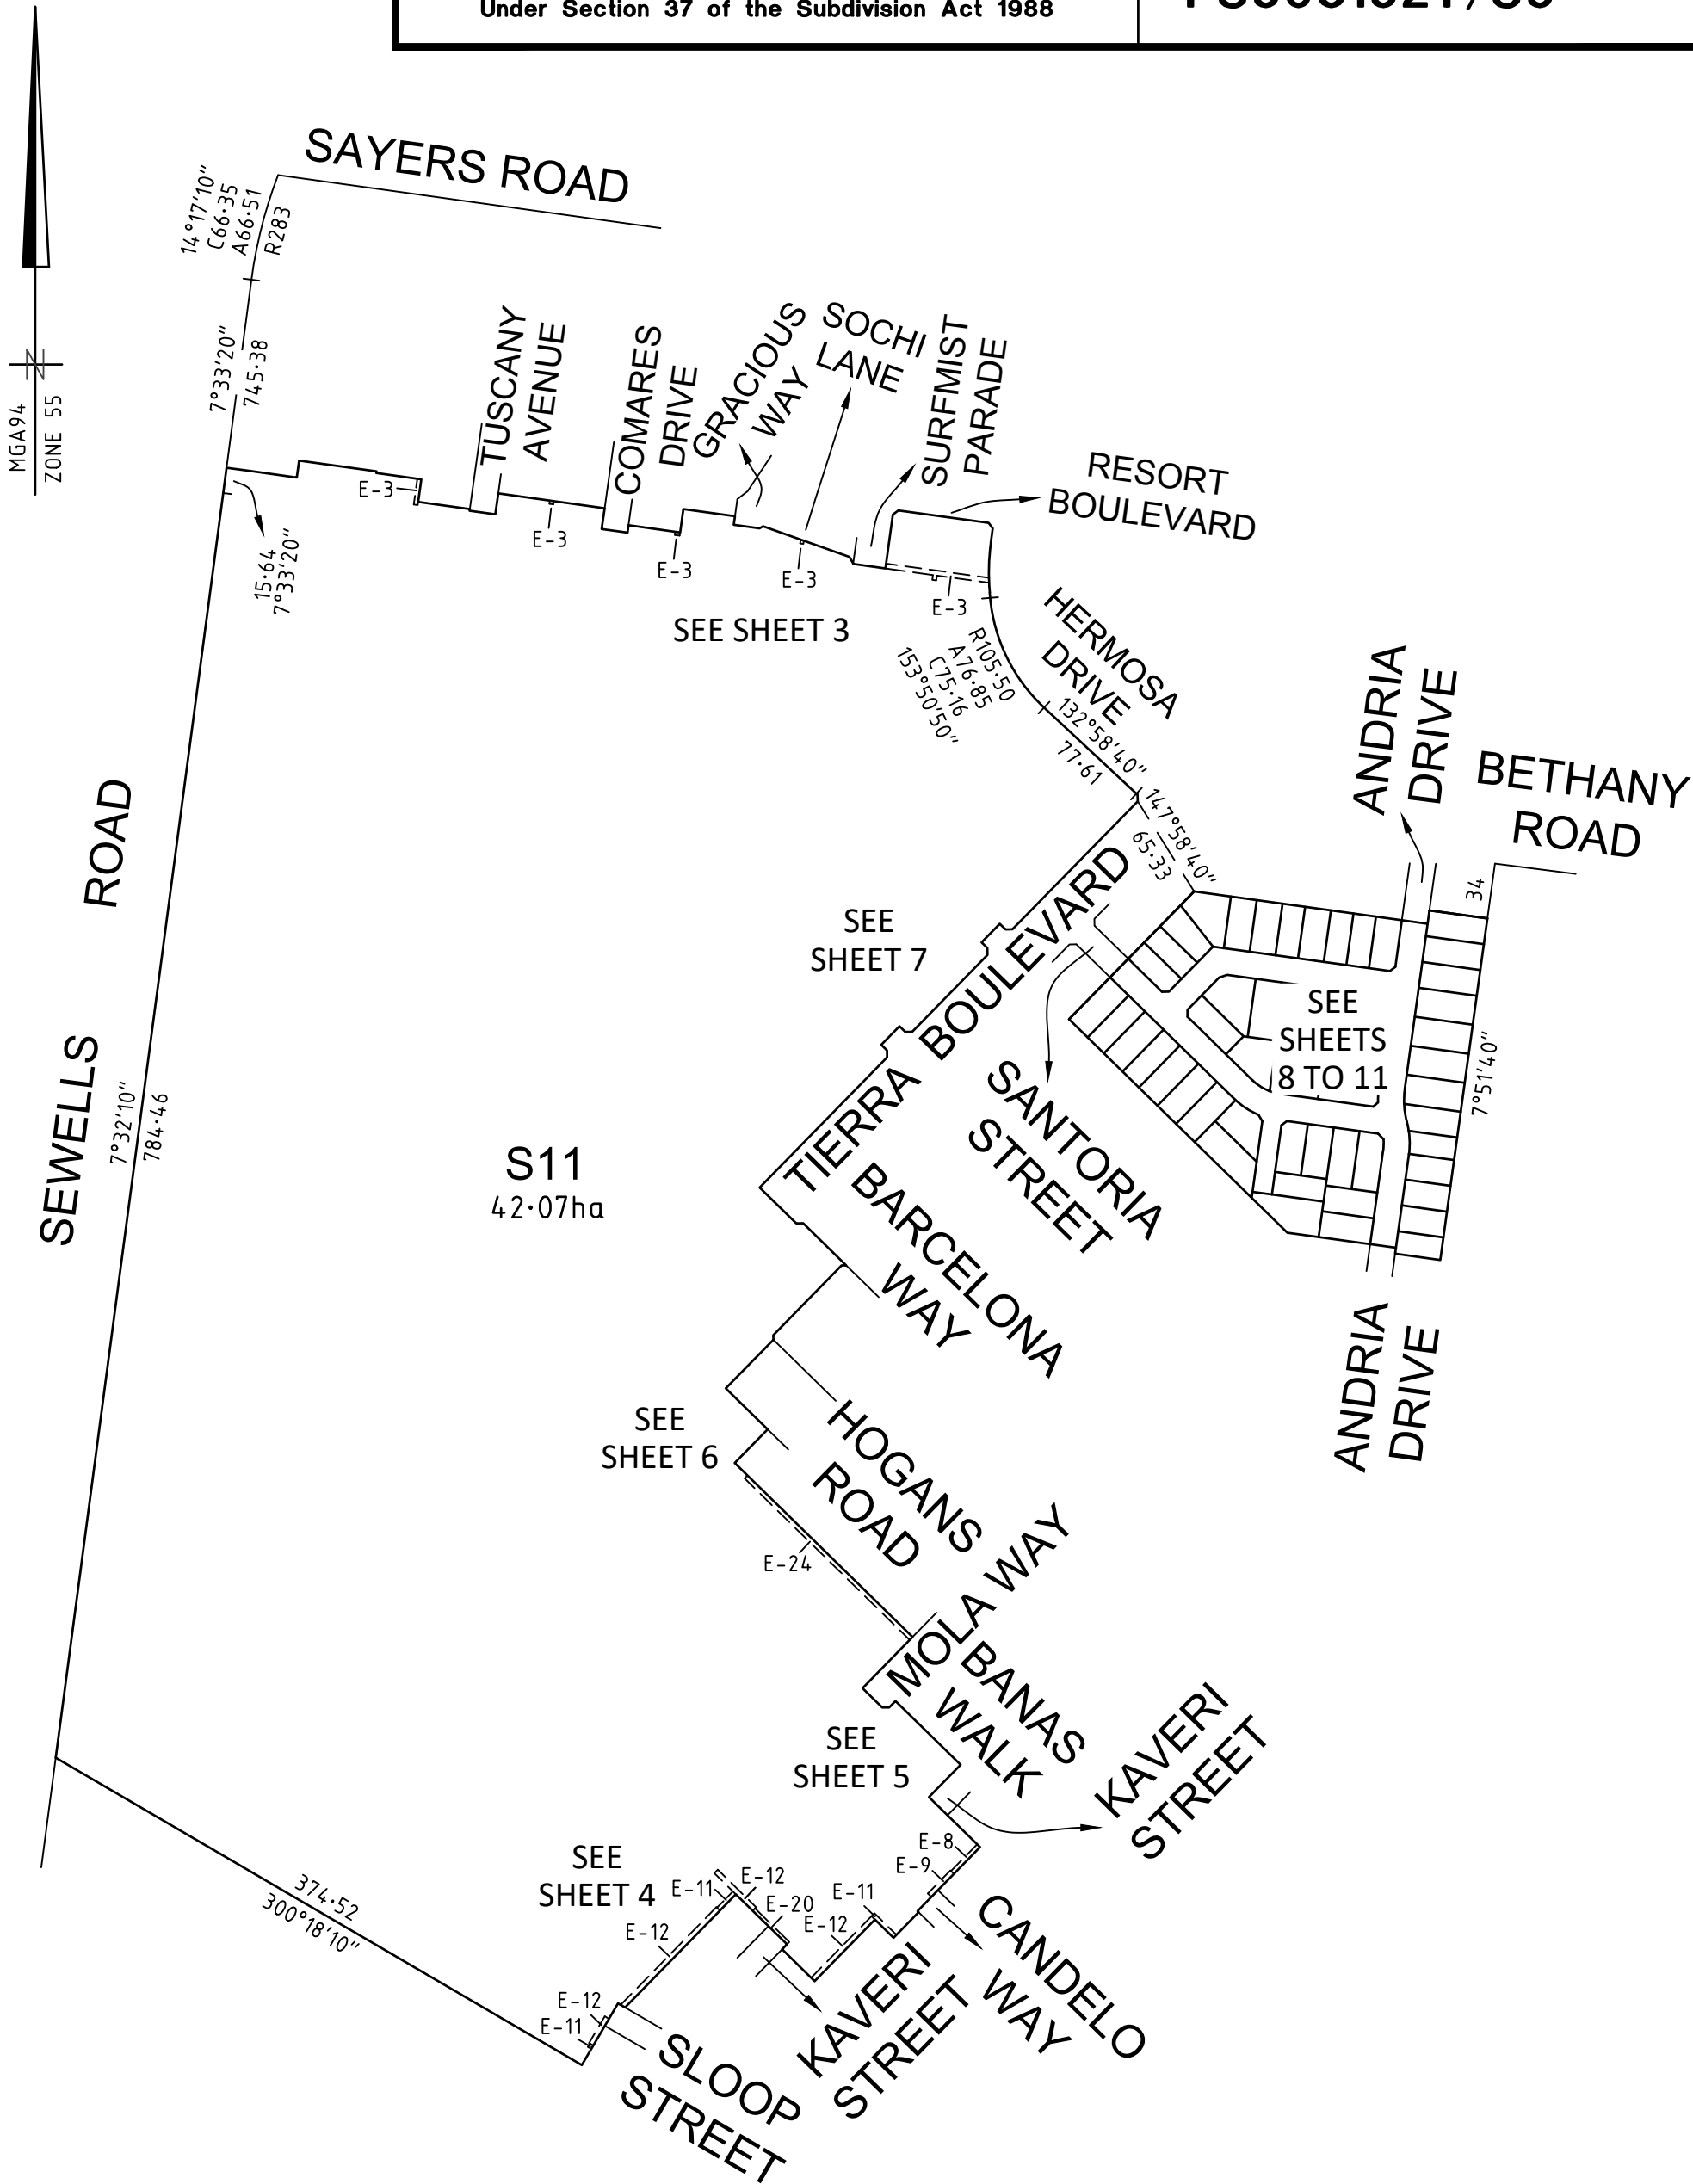 Under Section 37 of the Subdivision Act 1988
SAYERS ROAD
14°17'10"
C66·35
A66·51
R283
7°33'20"
745·38
MGA94
ZONE 55
N
TUSCANY
AVENUE
COMARES
DRIVE
GRACIOUS
WAY
SOCHI
LANE
SURFMIST
PARADE
RESORT
BOULEVARD
E-3
E-3
E-3
E-3
E-3
15·64
7°33'20"
SEE SHEET 3
R105·50
A76·85
C75·16
153°50'50"
HERMOSA
DRIVE
132°58'40"
77·61
147°58'40"
65·33
ANDRIA
DRIVE
BETHANY
ROAD
34
SEWELLS ROAD
7°32'10"
784·46
SEE
SHEET 7
TIERRA BOULEVARD
SEE
SHEETS
8 TO 11
7°51'40"
S11
42·07ha
SANTORIA
STREET
BARCELONA
WAY
ANDRIA
DRIVE
SEE
SHEET 6
HOGANS
ROAD
E-24
MOLA WAY
BANAS
WALK
SEE
SHEET 5
KAVERI
STREET
E-8
E-9
SEE
SHEET 4
E-11
E-12
E-20
E-11
E-12
E-12
374·52
300°18'10"
E-12
E-11
CANDELO
WAY
KAVERI
STREET
SLOOP
STREET